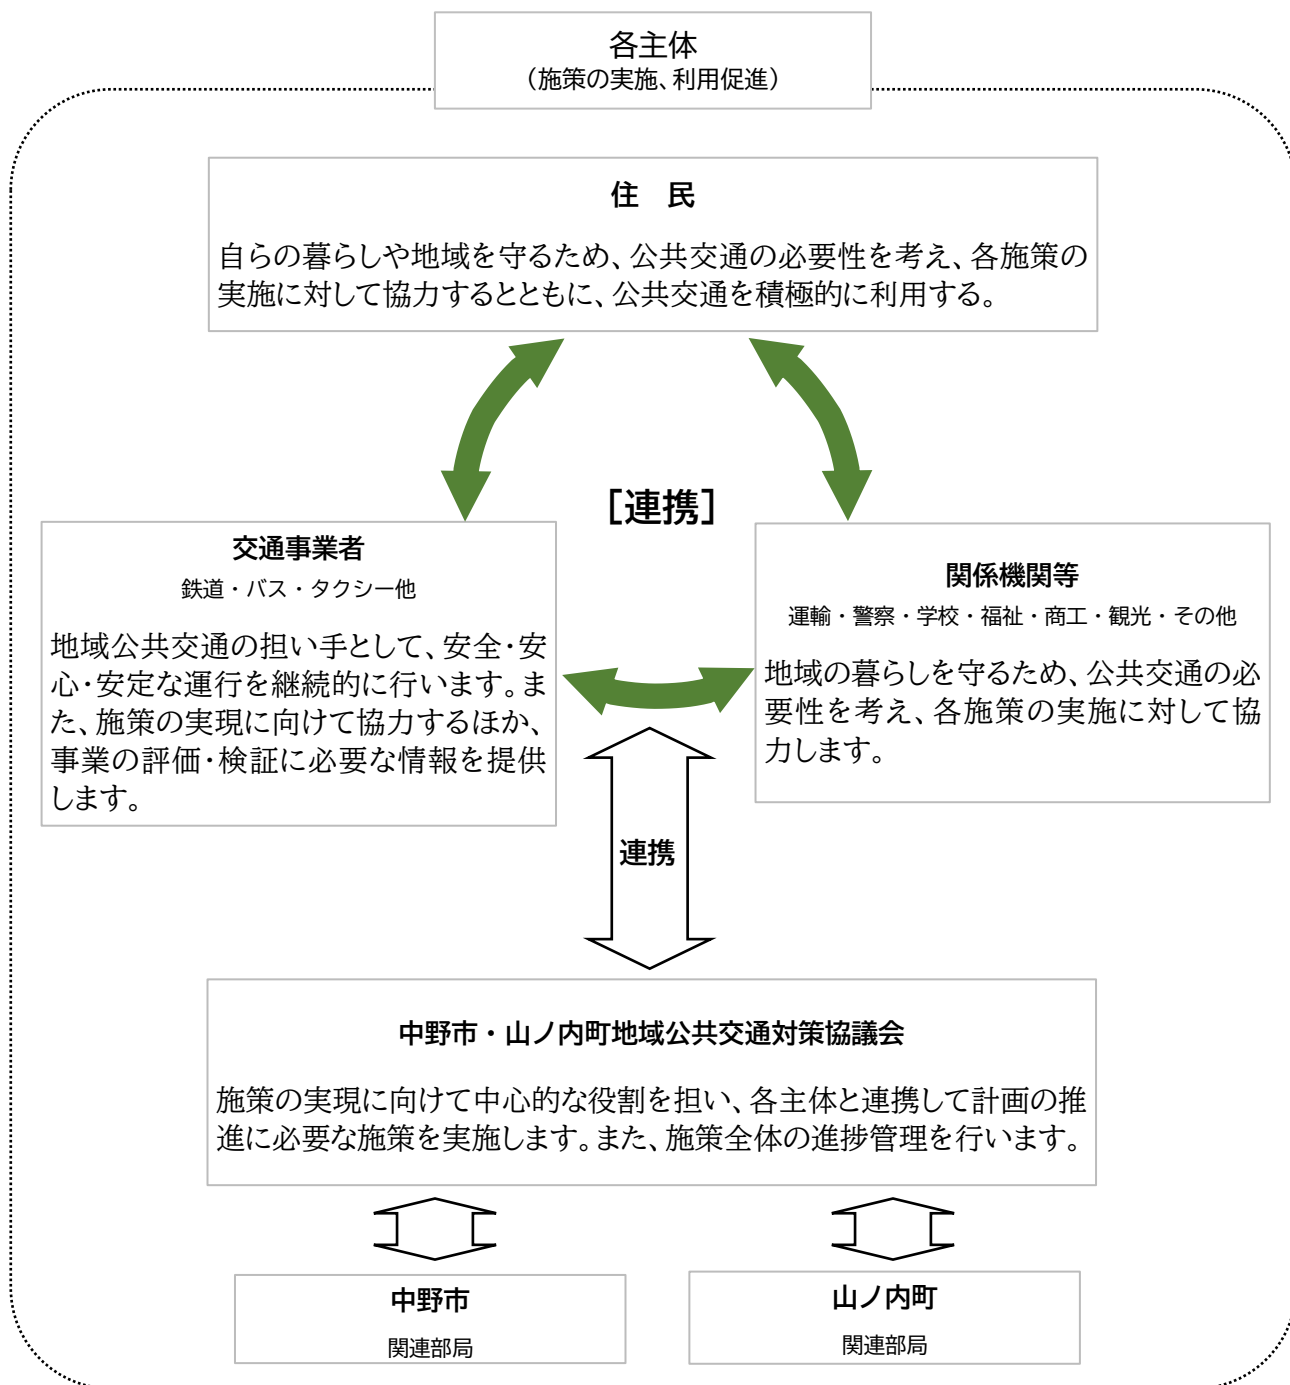 各主体
（施策の実施、利用促進）
住　民
自らの暮らしや地域を守るため、公共交通の必要性を考え、各施策の
実施に対して協力するとともに、公共交通を積極的に利用する。
［連携］
交通事業者
鉄道・バス・タクシー他
地域公共交通の担い手として、安全・安
心・安定な運行を継続的に行います。ま
た、施策の実現に向けて協力するほか、
事業の評価・検証に必要な情報を提供
します。
関係機関等
運輸・警察・学校・福祉・商工・観光・その他
地域の暮らしを守るため、公共交通の必
要性を考え、各施策の実施に対して協
力します。
連携
中野市・山ノ内町地域公共交通対策協議会
施策の実現に向けて中心的な役割を担い、各主体と連携して計画の推
進に必要な施策を実施します。また、施策全体の進捗管理を行います。
中野市
関連部局
山ノ内町
関連部局